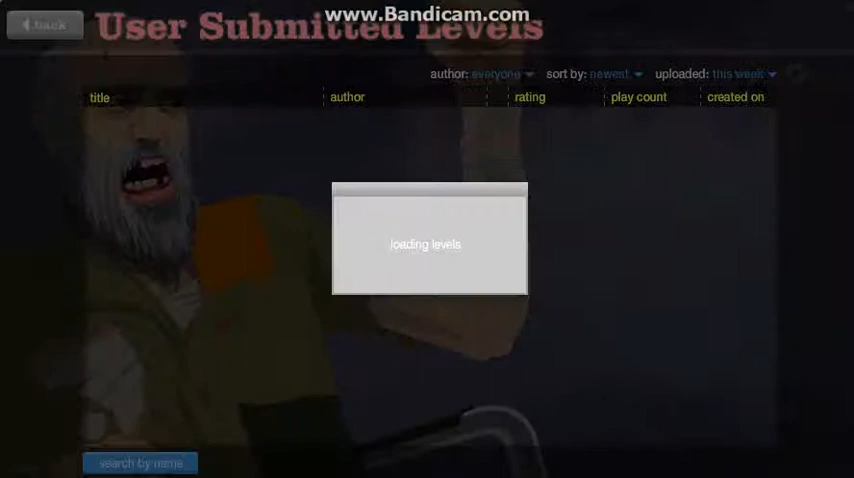 www.Bandicam.com
back
User Submitted Levels
author: everyone sort by: newest uploaded: this week
title author rating play count created on
loading levels
search by name